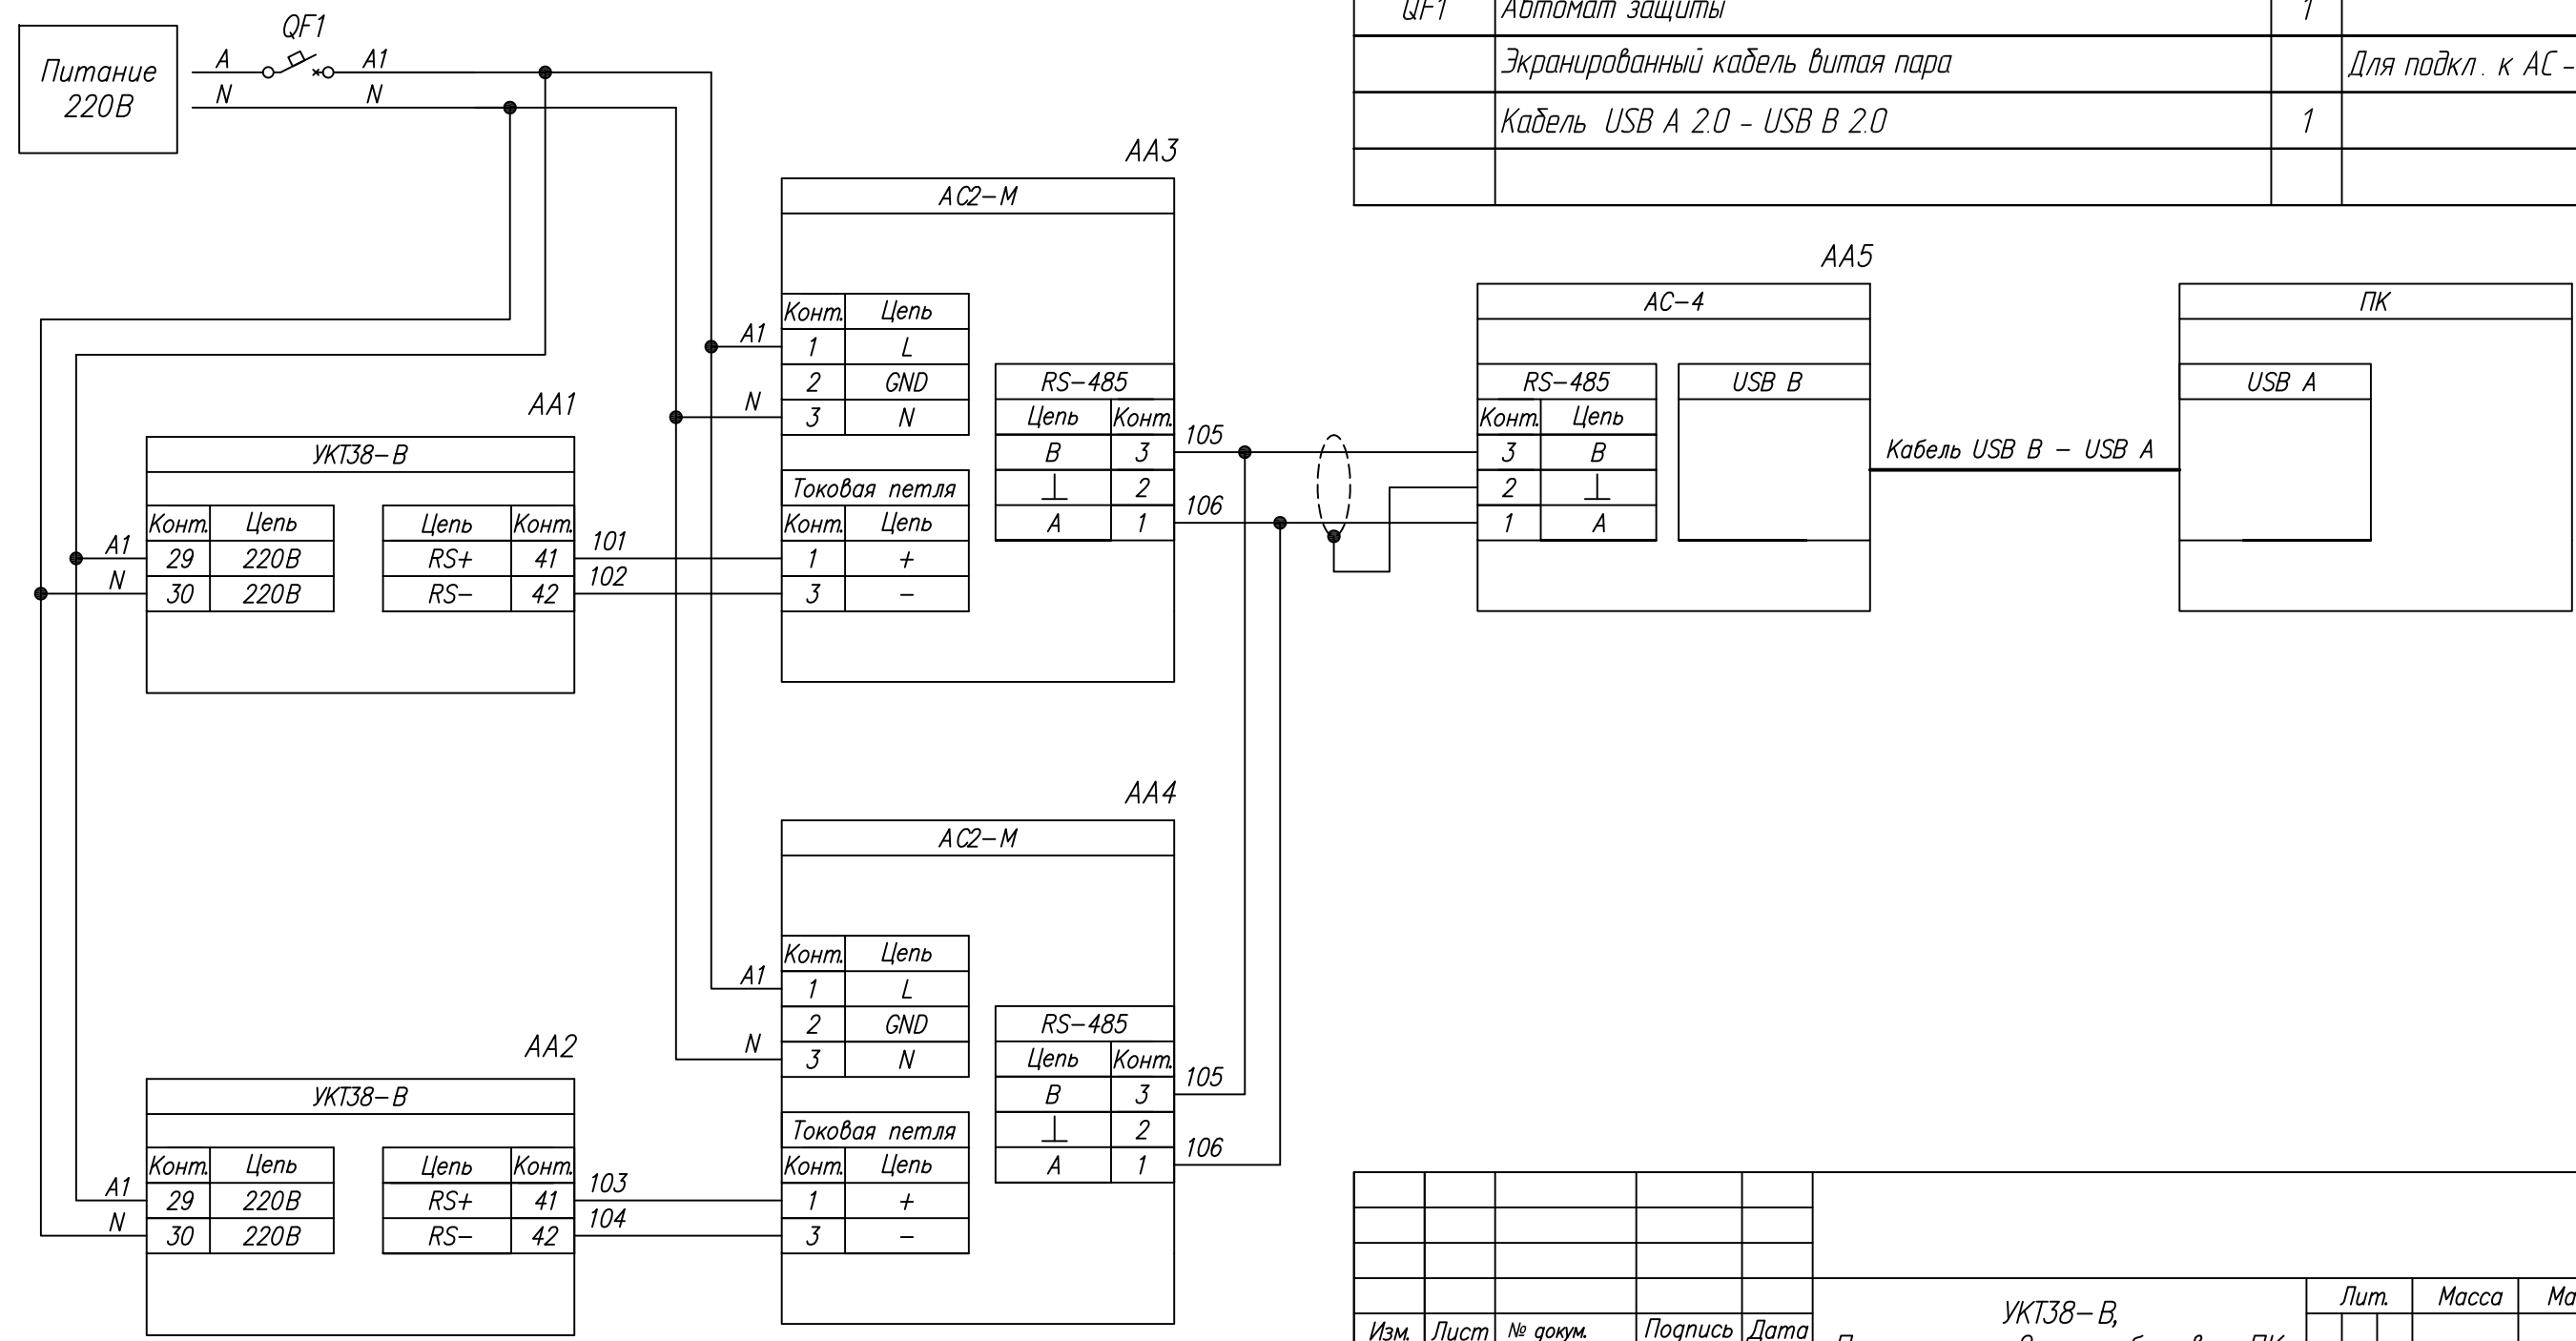 QF1 Автомат защиты 1
Экранированный кабель витая пара Для подкл. к АС -
Кабель USB A 2.0 - USB B 2.0 1
Питание
220В
QF1
A A1
N N
AA3
АС2-М
Конт. Цепь
1 L
2 GND
3 N
A1
N
RS-485
Цепь Конт.
B 3
⊥ 2
A 1
Токовая петля
Конт. Цепь
1 +
3 -
105
106
AA1
УКТ38-В
Конт. Цепь
29 220В
30 220В
A1
N
Цепь Конт.
RS+ 41
RS- 42
101
102
AA5
АС-4
RS-485
Конт. Цепь
3 B
2 ⊥
1 A
USB B
Кабель USB B - USB A
ПК
USB A
AA4
АС2-М
Конт. Цепь
1 L
2 GND
3 N
A1
N
RS-485
Цепь Конт.
B 3
⊥ 2
A 1
Токовая петля
Конт. Цепь
1 +
3 -
105
106
AA2
УКТ38-В
Конт. Цепь
29 220В
30 220В
A1
N
Цепь Конт.
RS+ 41
RS- 42
103
104
УКТ38-В,
Лит. Масса Ма
Изм. Лист № докум. Подпись Дата